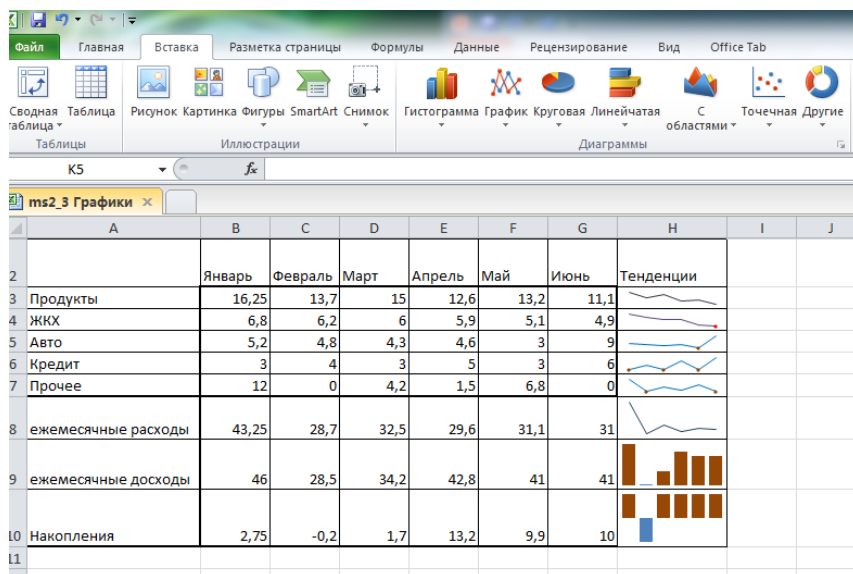 Файл Главная Вставка Разметка страницы Формулы Данные Рецензирование Вид Office Tab
Сводная таблица Таблица Рисунок Картинка Фигуры SmartArt Снимок Гистограмма График Круговая Линейчатая С областями Точечная Другие
Таблицы Иллюстрации Диаграммы
K5 fx
ms2_3 Графики
A B C D E F G H I J
2 Январь Февраль Март Апрель Май Июнь Тенденции
3 Продукты 16,25 13,7 15 12,6 13,2 11,1
4 ЖКХ 6,8 6,2 6 5,9 5,1 4,9
5 Авто 5,2 4,8 4,3 4,6 3 9
6 Кредит 3 4 3 5 3 6
7 Прочее 12 0 4,2 1,5 6,8 0
8 ежемесячные расходы 43,25 28,7 32,5 29,6 31,1 31
9 ежемесячные досходы 46 28,5 34,2 42,8 41 41
10 Накопления 2,75 -0,2 1,7 13,2 9,9 10
11